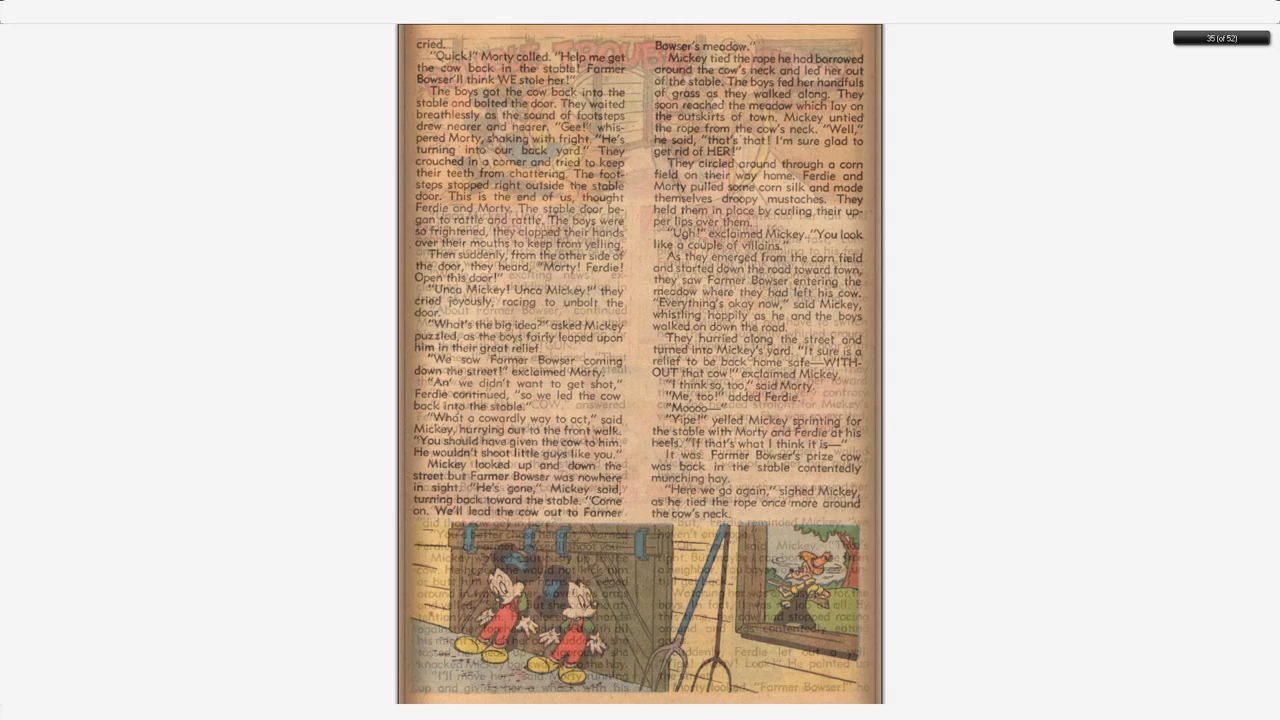 35 (of 52)
cried.
"Quick!" Morty called. "Help me get
the cow back in the stable! Farmer
Bowser'll think WE stole her!"
The boys got the cow back into the
stable and bolted the door. They waited
breathlessly as the sound of footsteps
drew nearer and nearer. "Gee!" whis-
pered Morty, shaking with fright. "He's
turning into our back yard." They
crouched in a corner and tried to keep
their teeth from chattering. The foot-
steps stopped right outside the stable
door. This is the end of us, thought
Ferdie and Morty. The stable door be-
gan to rattle and rattle. The boys were
so frightened, they clapped their hands
over their mouths to keep from yelling.
Then suddenly, from the other side of
the door, they heard, "Morty! Ferdie!
Open this door!"
"Unca Mickey! Unca Mickey!" they
cried joyously, racing to unbolt the
door.
"What's the big idea?" asked Mickey
puzzled, as the boys fairly leaped upon
him in their great relief.
"We saw Farmer Bowser coming
down the street!" exclaimed Morty.
"An' we didn't want to get shot,"
Ferdie continued, "so we led the cow
back into the stable."
"What a cowardly way to act," said
Mickey, hurrying out to the front walk.
"You should have given the cow to him.
He wouldn't shoot little guys like you."
Mickey looked up and down the
street but Farmer Bowser was nowhere
in sight. "He's gone," Mickey said,
turning back toward the stable. "Come
on. We'll lead the cow out to Farmer
Bowser's meadow."
Mickey tied the rope he had borrowed
around the cow's neck and led her out
of the stable. The boys fed her handfuls
of grass as they walked along. They
soon reached the meadow which lay on
the outskirts of town. Mickey untied
the rope from the cow's neck. "Well,"
he said, "that's that! I'm sure glad to
get rid of HER!"
They circled around through a corn
field on their way home. Ferdie and
Morty pulled some corn silk and made
themselves droopy mustaches. They
held them in place by curling their up-
per lips over them.
"Ugh!" exclaimed Mickey. "You look
like a couple of villains."
As they emerged from the corn field
and started down the road toward town,
they saw Farmer Bowser entering the
meadow where they had left his cow.
"Everything's okay now," said Mickey,
whistling happily as he and the boys
walked on down the road.
They hurried along the street and
turned into Mickey's yard. "It sure is a
relief to be back home safe—WITH-
OUT that cow!" exclaimed Mickey.
"I think so, too," said Morty.
"Me, too!" added Ferdie.
"Moooo—"
"Yipe!" yelled Mickey sprinting for
the stable with Morty and Ferdie at his
heels. "If that's what I think it is—"
It was. Farmer Bowser's prize cow
was back in the stable contentedly
munching hay.
"Here we go again," sighed Mickey,
as he tied the rope once more around
the cow's neck.